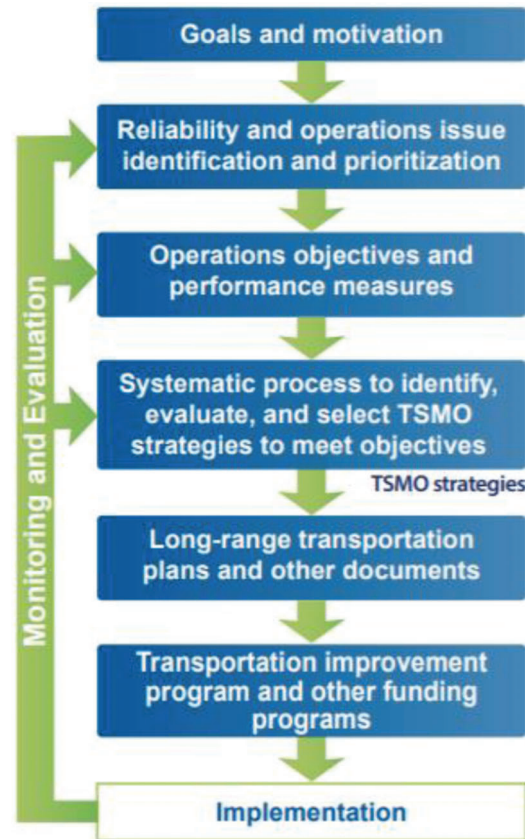 Goals and motivation
Reliability and operations issue
identification and prioritization
Operations objectives and
performance measures
Systematic process to identify,
evaluate, and select TSMO
strategies to meet objectives
TSMO strategies
Long-range transportation
plans and other documents
Transportation improvement
program and other funding
programs
Implementation
Monitoring and Evaluation